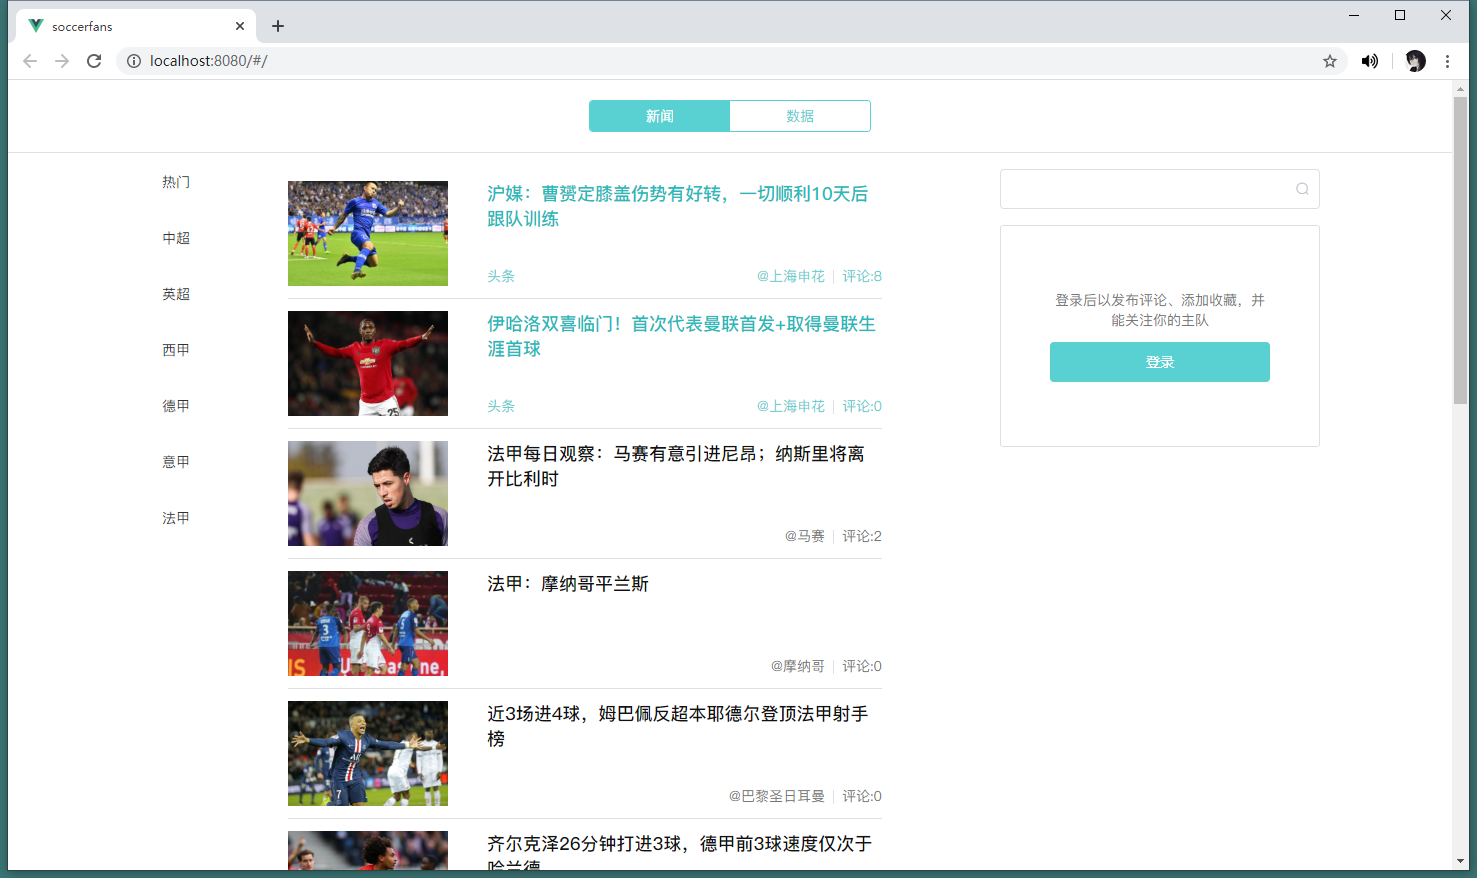 soccerfans
localhost:8080/#/
新闻
数据
热门
中超
英超
西甲
德甲
意甲
法甲
沪媒：曹赟定膝盖伤势有好转，一切顺利10天后
跟队训练
头条
@上海申花
评论:8
伊哈洛双喜临门！首次代表曼联首发+取得曼联生
涯首球
头条
@上海申花
评论:0
法甲每日观察：马赛有意引进尼昂；纳斯里将离
开比利时
@马赛
评论:2
法甲：摩纳哥平兰斯
@摩纳哥
评论:0
近3场进4球，姆巴佩反超本耶德尔登顶法甲射手
榜
@巴黎圣日耳曼
评论:0
齐尔克泽26分钟打进3球，德甲前3球速度仅次于
哈兰德
登录后以发布评论、添加收藏，并
能关注你的主队
登录